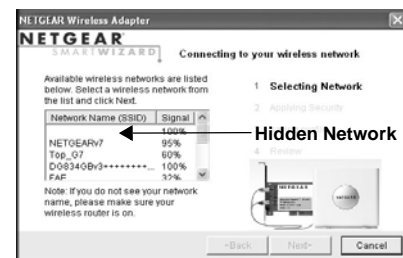 NETGEAR Wireless Adapter
NETGEAR
SMARTWIZARD
Connecting to your wireless network
Available wireless networks are listed
below. Select a wireless network from
the list and click Next.
Network Name (SSID) Signal
100%
NETGEARv7 95%
Top_G7 60%
DG834GBv3••••••••... 100%
FAE 32%
Note: If you do not see your network
name, please make sure your
wireless router is on.
1 Selecting Network
2 Applying Security
Hidden Network
4 Review
NETGEAR
<Back Next> Cancel